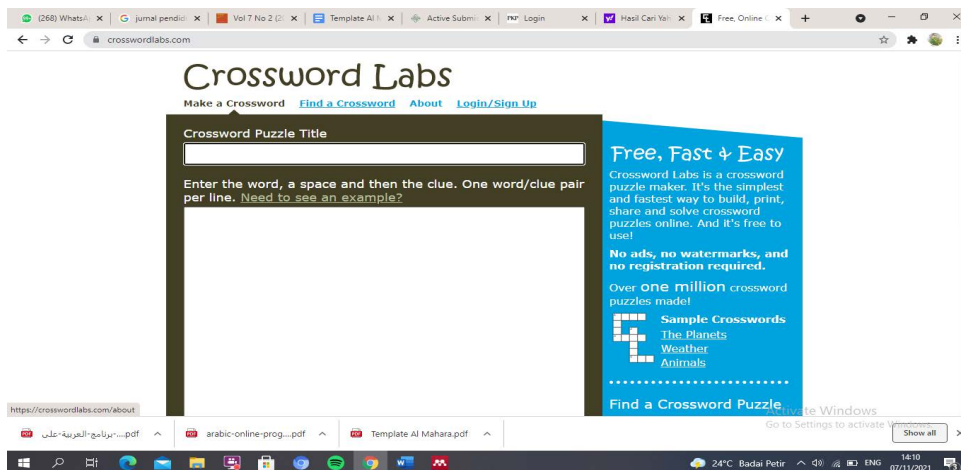 (268) WhatsA
jurnal pendidi
Vol 7 No 2 (2
Template Al
Active Submi
PKP Login
Hasil Cari Yah
Free, Online
crosswordlabs.com
Crossword Labs
Make a Crossword Find a Crossword About Login/Sign Up
Crossword Puzzle Title
Enter the word, a space and then the clue. One word/clue pair
per line. Need to see an example?
Free, Fast & Easy
Crossword Labs is a crossword
puzzle maker. It's the simplest
and fastest way to build, print,
share and solve crossword
puzzles online. And it's free to
use!
No ads, no watermarks, and
no registration required.
Over one million crossword
puzzles made!
Sample Crosswords
The Planets
Weather
Animals
Find a Crossword Puzzle
Activate Windows
Go to Settings to activate Windows.
https://crosswordlabs.com/about
برنامج-العربية-على-....pdf
arabic-online-prog....pdf
Template Al Mahara.pdf
Show all
24°C Badai Petir
ENG
14:10
07/11/2021